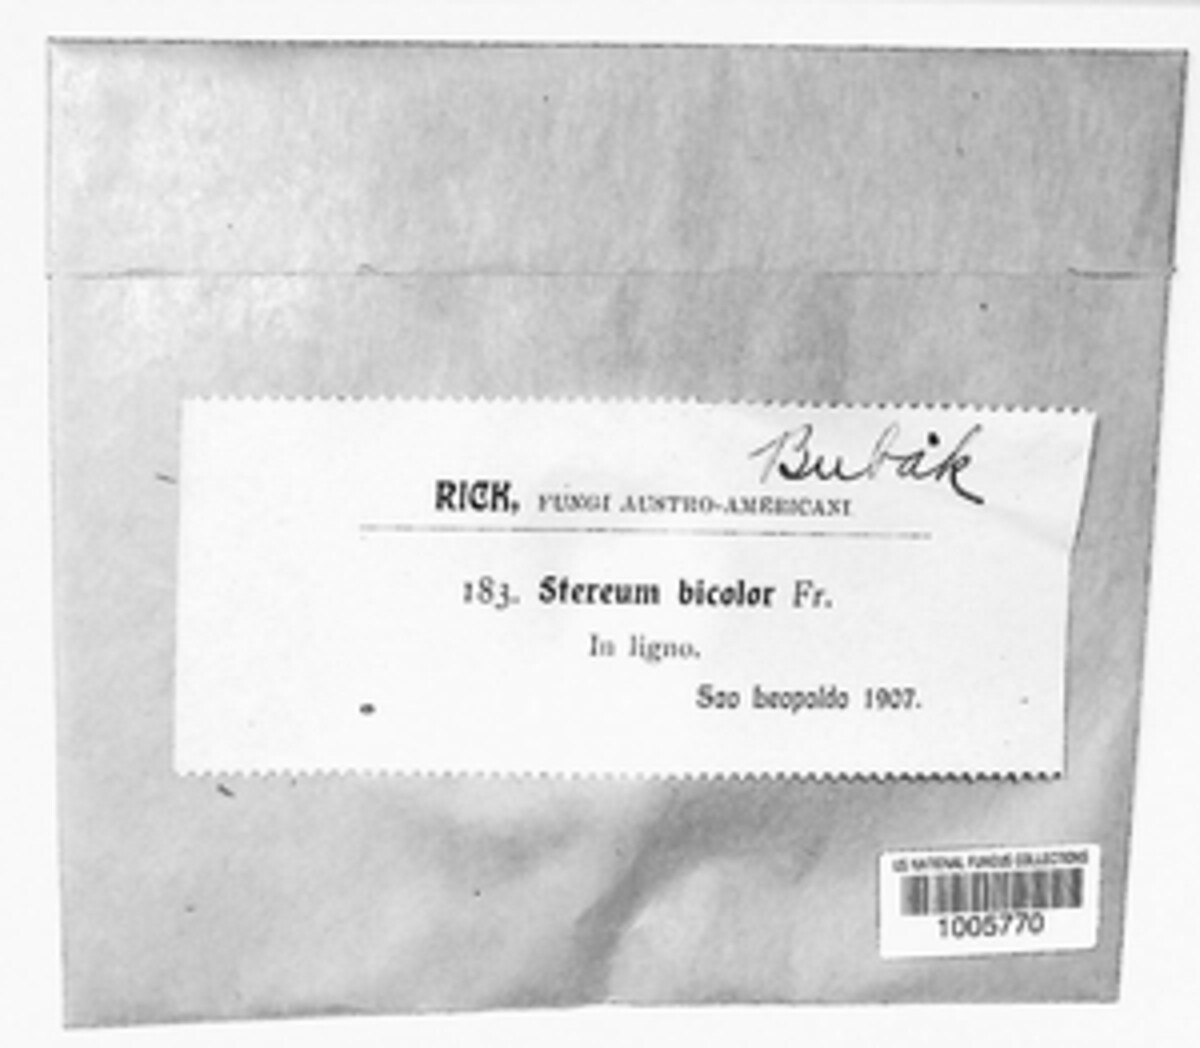 Bubák
RICK, FUNGI AUSTRO-AMERICANI
183. Stereum bicolor Fr.
In ligno.
Sao Leopoldo 1907.
US NATIONAL FUNGUS COLLECTIONS
1005770